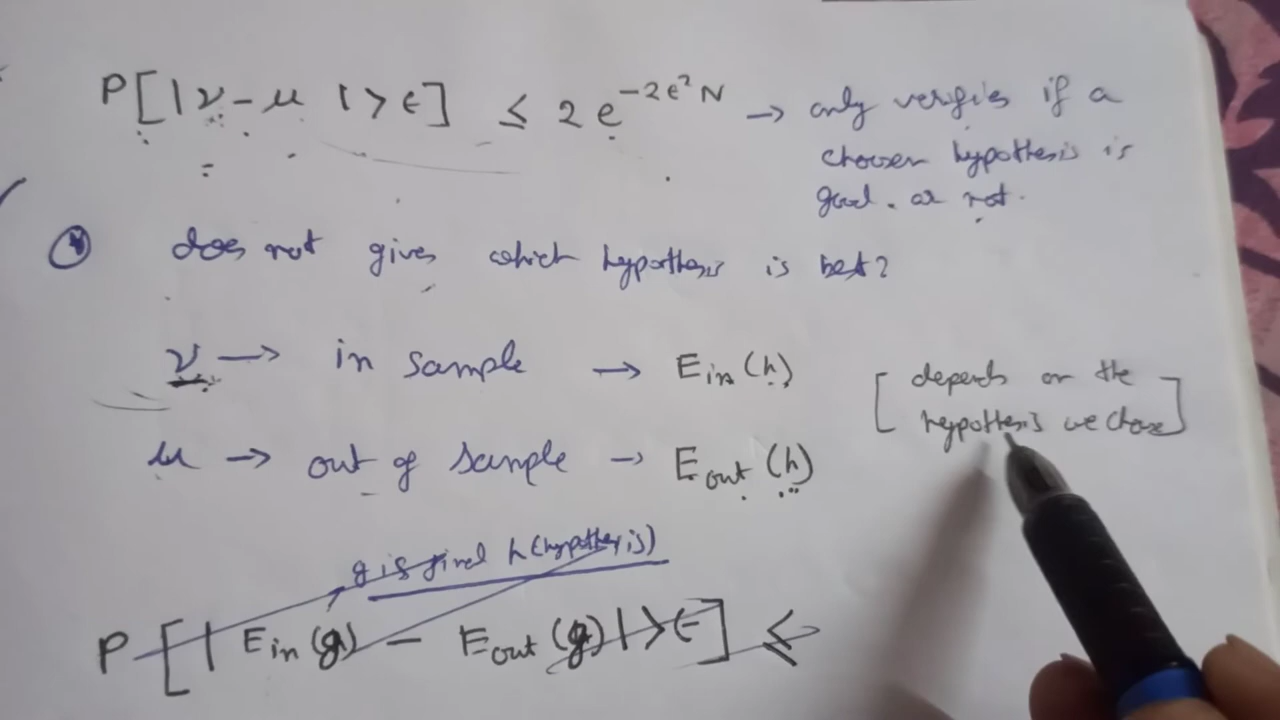 P[|ν - μ |>ϵ] ≤ 2e^{-2ϵ²N} → only verifies if a
chosen hypothesis is
good. or not.
does not gives which hypothesis is best?
ν → in sample → E_in(h)
μ → out of sample → E_out(h)
[depends on the
hypothesis we chose]
g is final h(hypothesis)
P[| E_in(g) - E_out(g)|>ϵ] ≤